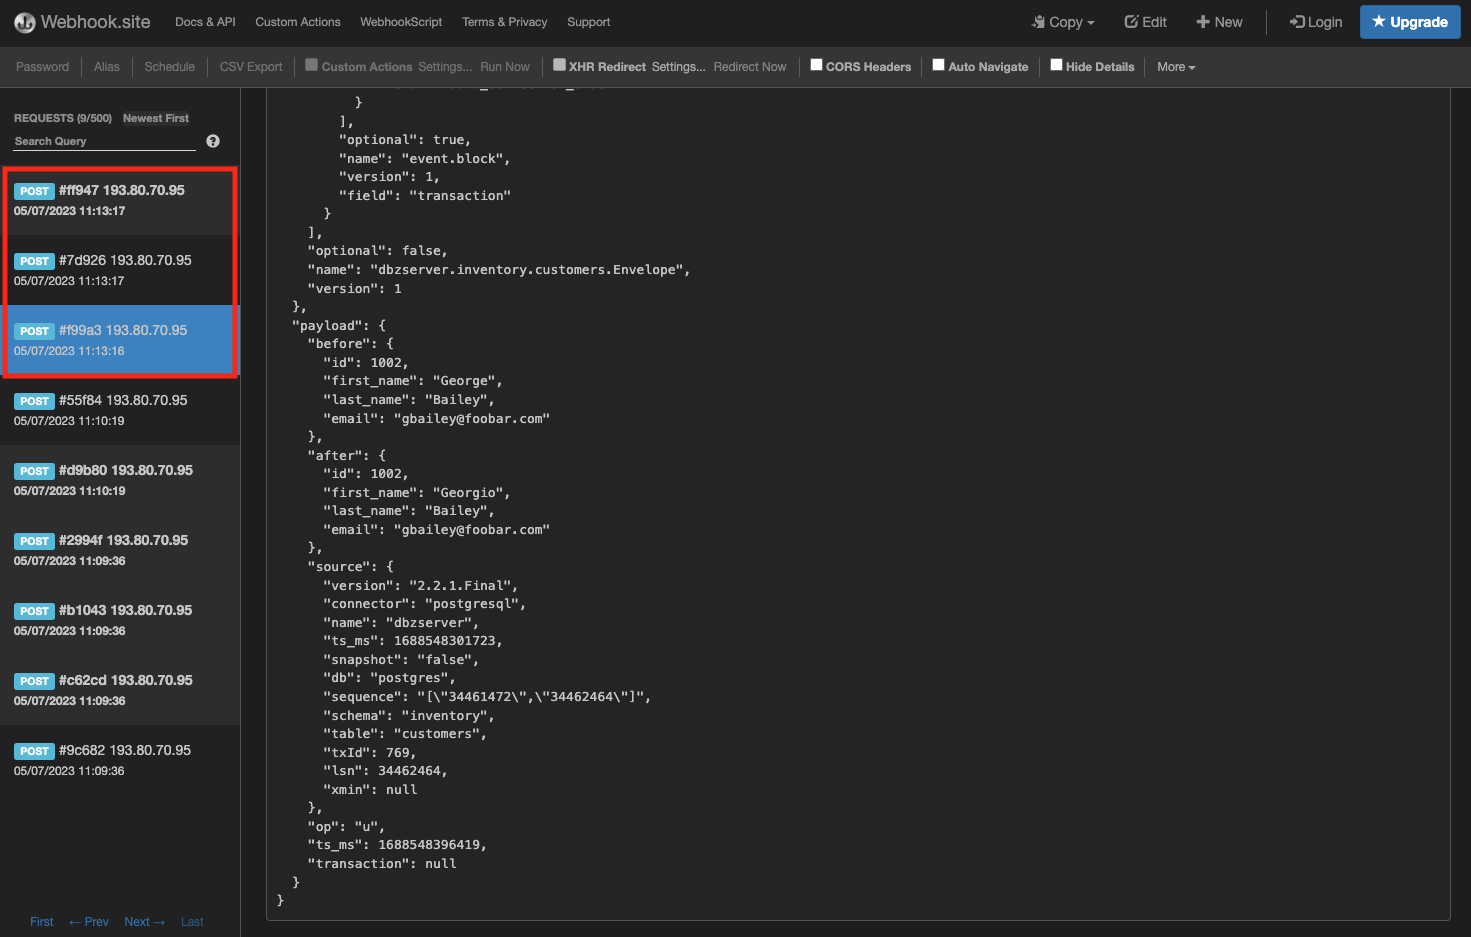 Webhook.site Docs & API Custom Actions WebhookScript Terms & Privacy Support Copy Edit New Login Upgrade
Password Alias Schedule CSV Export Custom Actions Settings... Run Now XHR Redirect Settings... Redirect Now CORS Headers Auto Navigate Hide Details More
REQUESTS (9/500) Newest First
Search Query
POST #ff947 193.80.70.95
05/07/2023 11:13:17
POST #7d926 193.80.70.95
05/07/2023 11:13:17
POST #f99a3 193.80.70.95
05/07/2023 11:13:16
POST #55f84 193.80.70.95
05/07/2023 11:10:19
POST #d9b80 193.80.70.95
05/07/2023 11:10:19
POST #2994f 193.80.70.95
05/07/2023 11:09:36
POST #b1043 193.80.70.95
05/07/2023 11:09:36
POST #c62cd 193.80.70.95
05/07/2023 11:09:36
POST #9c682 193.80.70.95
05/07/2023 11:09:36
First ← Prev Next → Last
}
],
"optional": true,
"name": "event.block",
"version": 1,
"field": "transaction"
}
],
"optional": false,
"name": "dbzserver.inventory.customers.Envelope",
"version": 1
},
"payload": {
"before": {
"id": 1002,
"first_name": "George",
"last_name": "Bailey",
"email": "gbailey@foobar.com"
},
"after": {
"id": 1002,
"first_name": "Georgio",
"last_name": "Bailey",
"email": "gbailey@foobar.com"
},
"source": {
"version": "2.2.1.Final",
"connector": "postgresql",
"name": "dbzserver",
"ts_ms": 1688548301723,
"snapshot": "false",
"db": "postgres",
"sequence": "[\"34461472\",\"34462464\"]",
"schema": "inventory",
"table": "customers",
"txId": 769,
"lsn": 34462464,
"xmin": null
},
"op": "u",
"ts_ms": 1688548396419,
"transaction": null
}
}